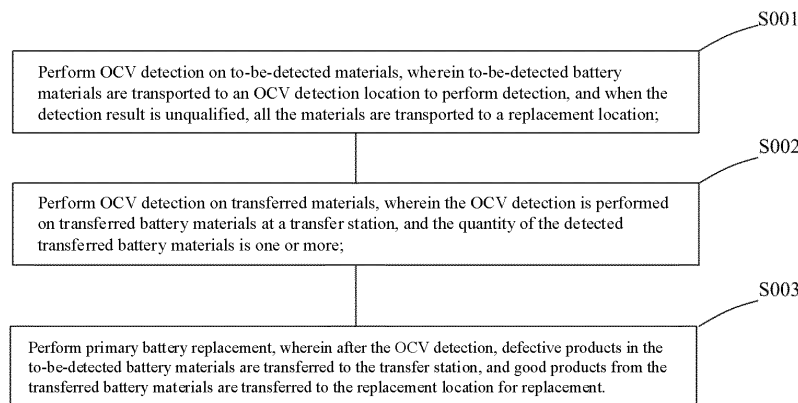 S001
Perform OCV detection on to-be-detected materials, wherein to-be-detected battery
materials are transported to an OCV detection location to perform detection, and when the
detection result is unqualified, all the materials are transported to a replacement location;
S002
Perform OCV detection on transferred materials, wherein the OCV detection is performed
on transferred battery materials at a transfer station, and the quantity of the detected
transferred battery materials is one or more;
S003
Perform primary battery replacement, wherein after the OCV detection, defective products in the
to-be-detected battery materials are transferred to the transfer station, and good products from the
transferred battery materials are transferred to the replacement location for replacement.